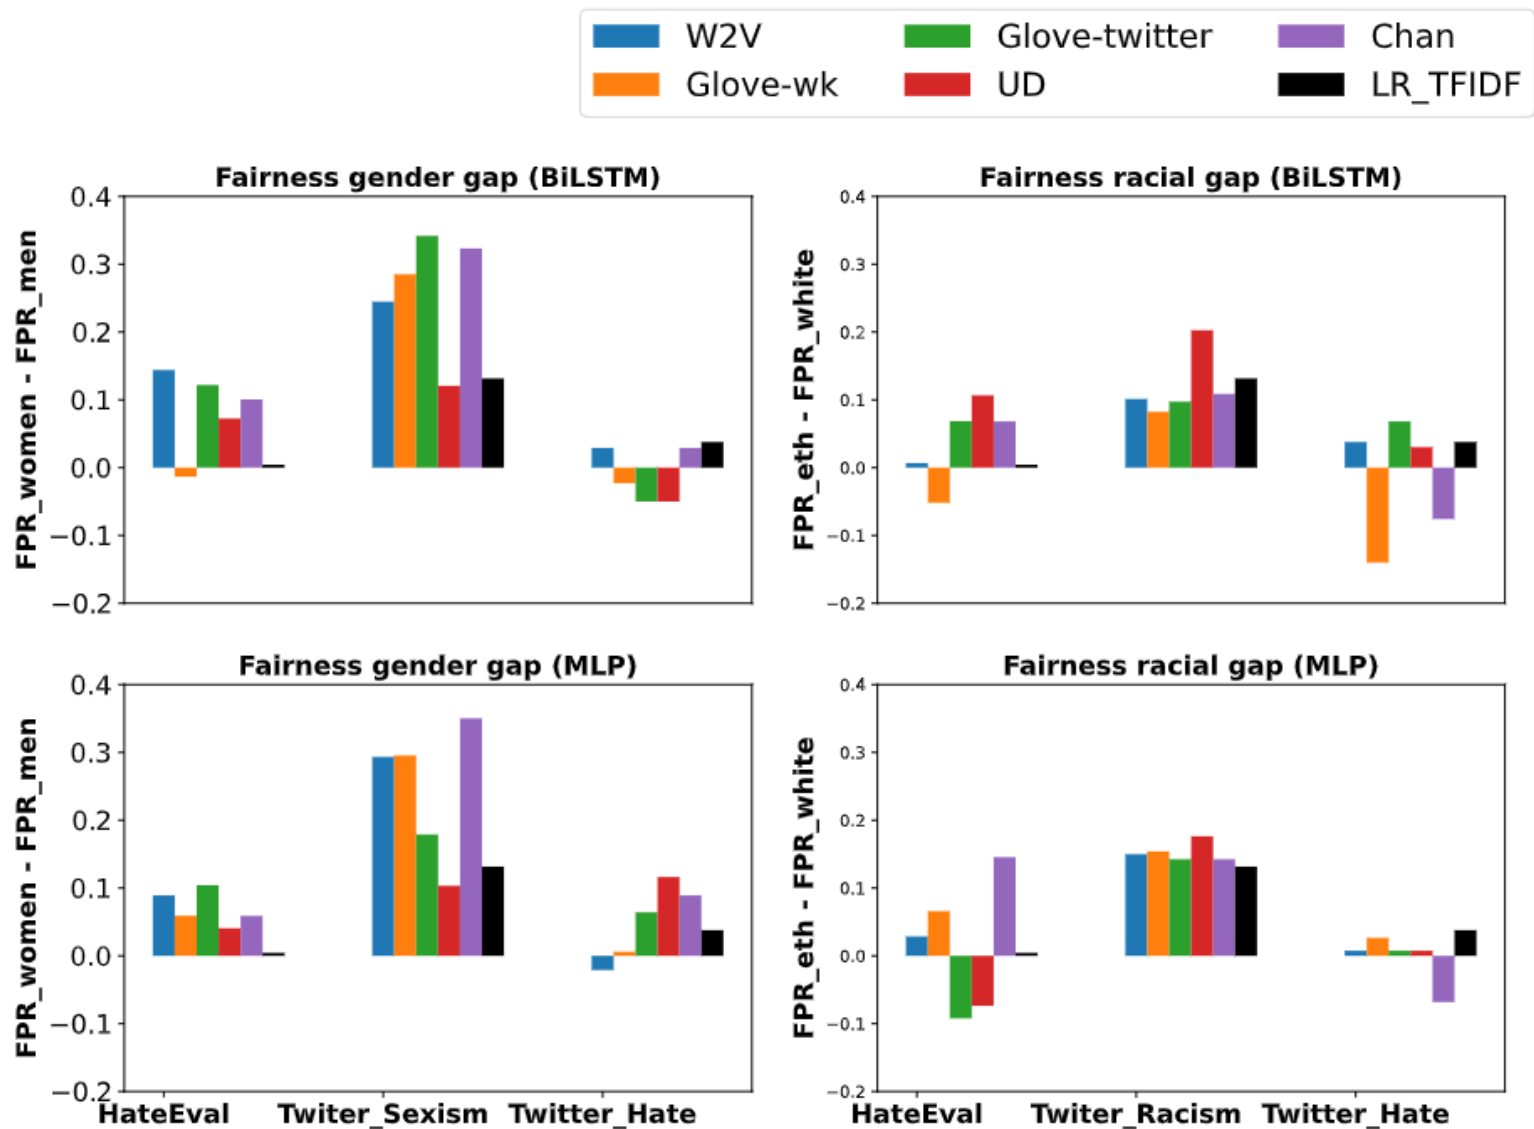 W2V Glove-twitter Chan
Glove-wk UD LR_TFIDF
Fairness gender gap (BiLSTM)
FPR_women - FPR_men
0.4
0.3
0.2
0.1
0.0
−0.1
−0.2
Fairness racial gap (BiLSTM)
FPR_eth - FPR_white
0.4
0.3
0.2
0.1
0.0
−0.1
−0.2
Fairness gender gap (MLP)
FPR_women - FPR_men
0.4
0.3
0.2
0.1
0.0
−0.1
−0.2
HateEval Twiter_Sexism Twitter_Hate
Fairness racial gap (MLP)
FPR_eth - FPR_white
0.4
0.3
0.2
0.1
0.0
−0.1
−0.2
HateEval Twiter_Racism Twitter_Hate